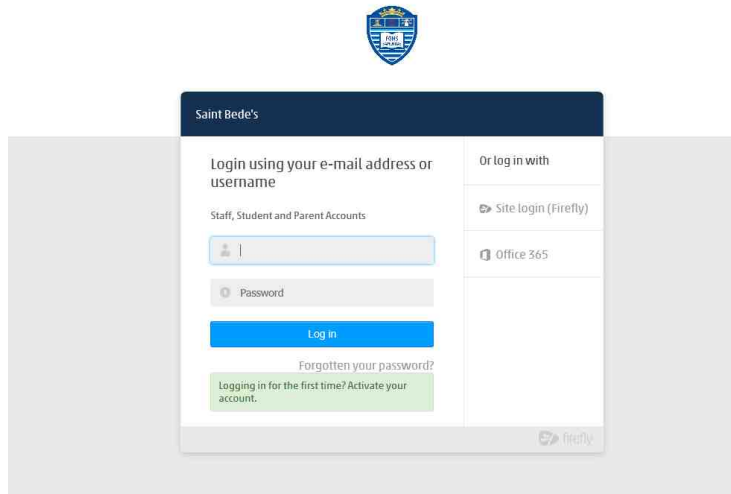 FONS
SAPIENTIAE
Saint Bede's
Login using your e-mail address or
username
Staff, Student and Parent Accounts
Password
Log in
Forgotten your password?
Logging in for the first time? Activate your
account.
Or log in with
Site login (Firefly)
Office 365
firefly